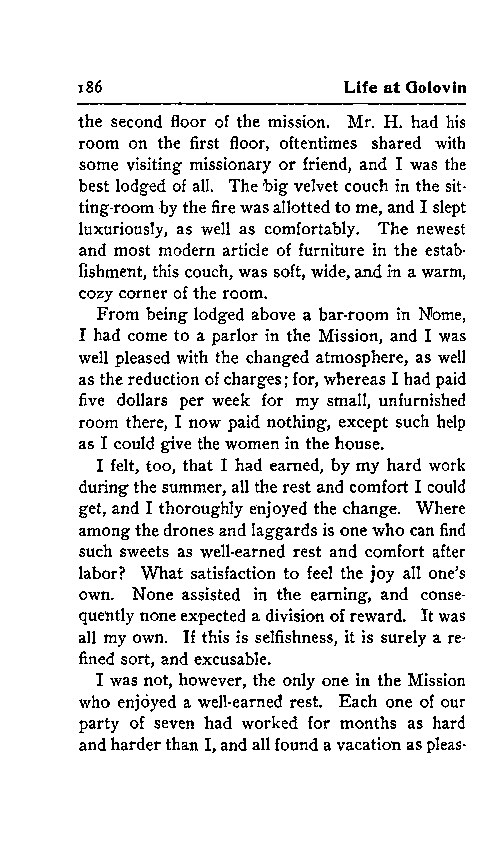 186 Life at Golovin
the second floor of the mission. Mr. H. had his
room on the first floor, oftentimes shared with
some visiting missionary or friend, and I was the
best lodged of all. The big velvet couch in the sit-
ting-room by the fire was allotted to me, and I slept
luxuriously, as well as comfortably. The newest
and most modern article of furniture in the estab-
lishment, this couch, was soft, wide, and in a warm,
cozy corner of the room.
From being lodged above a bar-room in Nome,
I had come to a parlor in the Mission, and I was
well pleased with the changed atmosphere, as well
as the reduction of charges; for, whereas I had paid
five dollars per week for my small, unfurnished
room there, I now paid nothing, except such help
as I could give the women in the house.
I felt, too, that I had earned, by my hard work
during the summer, all the rest and comfort I could
get, and I thoroughly enjoyed the change. Where
among the drones and laggards is one who can find
such sweets as well-earned rest and comfort after
labor? What satisfaction to feel the joy all one's
own. None assisted in the earning, and conse-
quently none expected a division of reward. It was
all my own. If this is selfishness, it is surely a re-
fined sort, and excusable.
I was not, however, the only one in the Mission
who enjoyed a well-earned rest. Each one of our
party of seven had worked for months as hard
and harder than I, and all found a vacation as pleas-